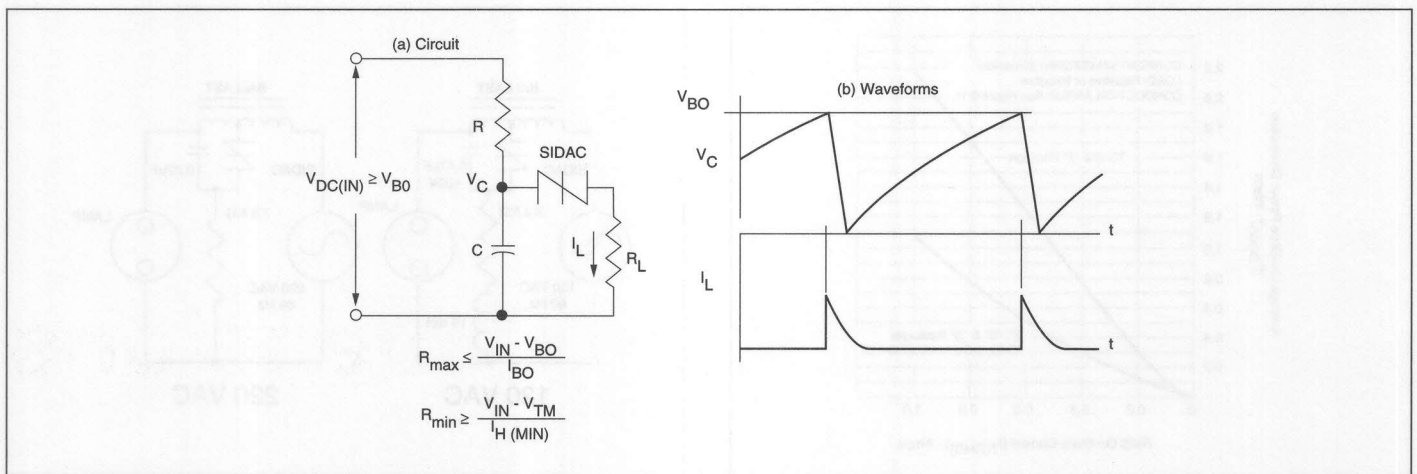 (a) Circuit
R
SIDAC
V_DC(IN) ≥ V_B0
V_C
C
I_L
R_L
R_max ≤ (V_IN - V_BO) / I_BO
R_min ≥ (V_IN - V_TM) / I_H (MIN)
(b) Waveforms
V_BO
V_C
t
I_L
t